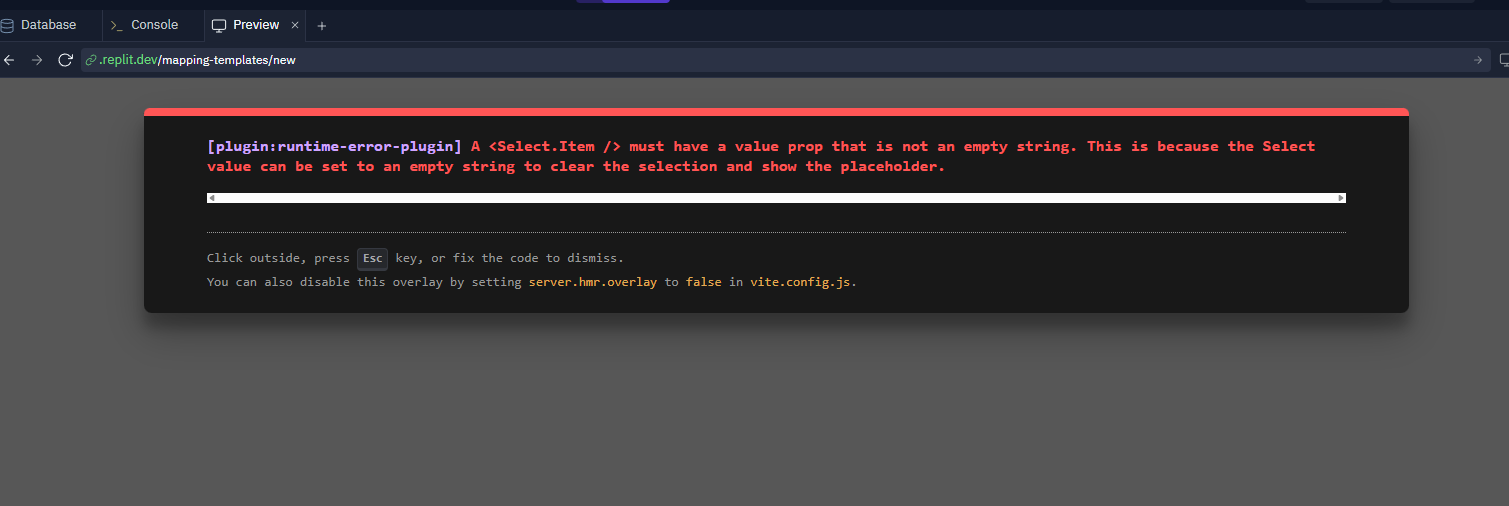 Database
>_ Console
Preview ×
+
.replit.dev/mapping-templates/new
[plugin:runtime-error-plugin] A <Select.Item /> must have a value prop that is not an empty string. This is because the Select
value can be set to an empty string to clear the selection and show the placeholder.
Click outside, press Esc key, or fix the code to dismiss.
You can also disable this overlay by setting server.hmr.overlay to false in vite.config.js.